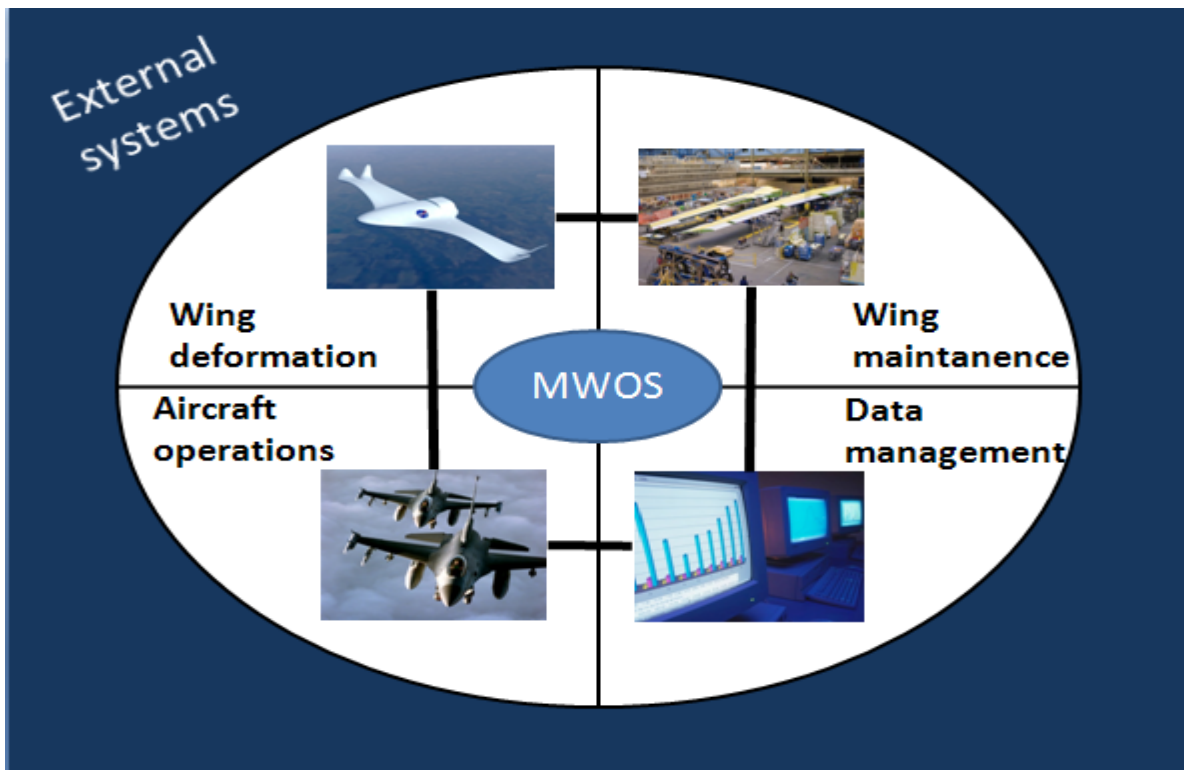 External
systems
Wing
deformation
Wing
maintanence
MWOS
Aircraft
operations
Data
management